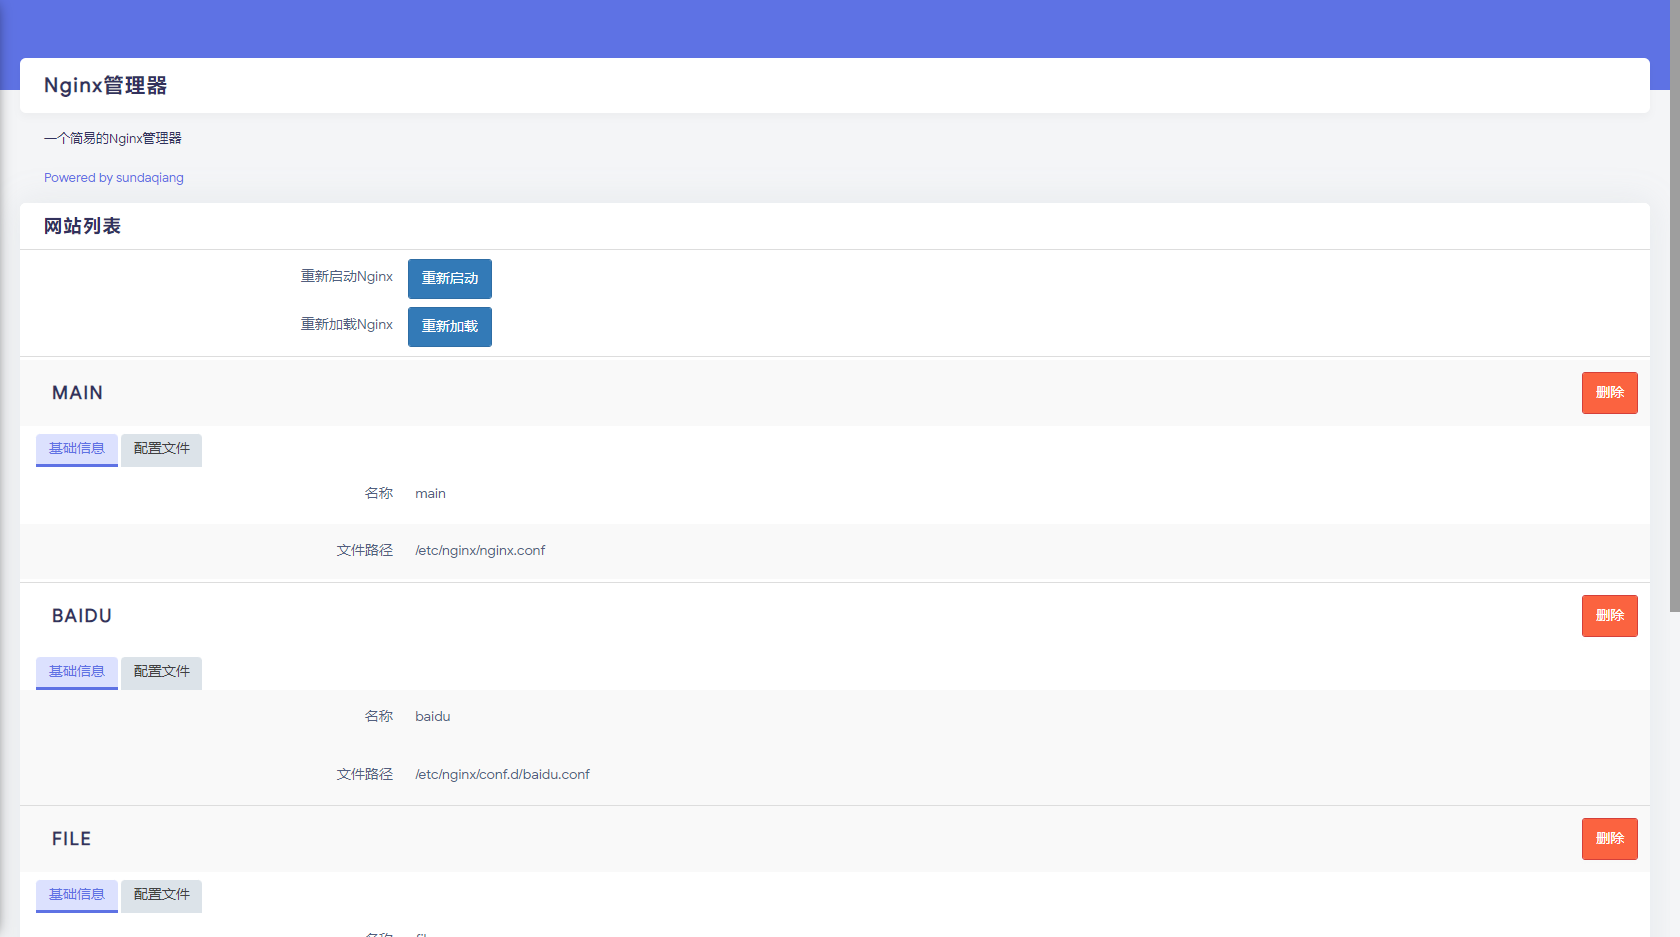 Nginx管理器
一个简易的Nginx管理器
Powered by sundaqiang
网站列表
重新启动Nginx 重新启动
重新加载Nginx 重新加载
MAIN 删除
基础信息 配置文件
名称 main
文件路径 /etc/nginx/nginx.conf
BAIDU 删除
基础信息 配置文件
名称 baidu
文件路径 /etc/nginx/conf.d/baidu.conf
FILE 删除
基础信息 配置文件